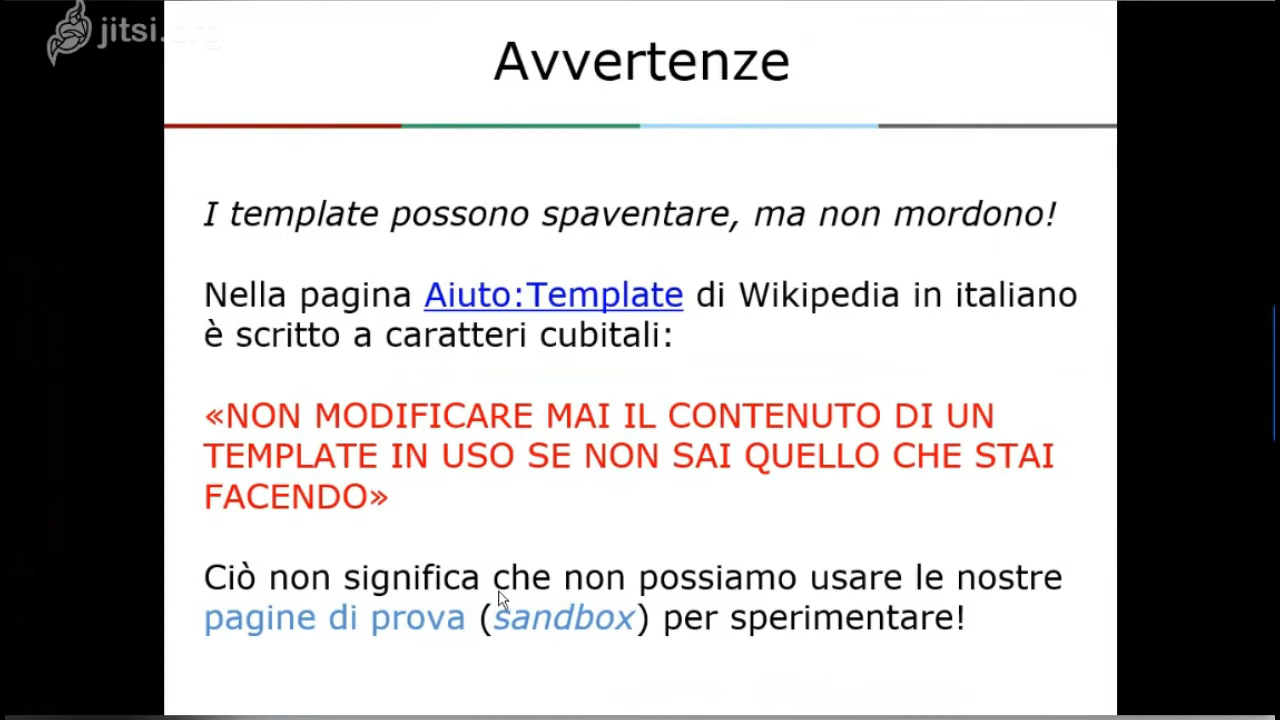 jitsi.org
Avvertenze
I template possono spaventare, ma non mordono!
Nella pagina Aiuto:Template di Wikipedia in italiano
è scritto a caratteri cubitali:
«NON MODIFICARE MAI IL CONTENUTO DI UN
TEMPLATE IN USO SE NON SAI QUELLO CHE STAI
FACENDO»
Ciò non significa che non possiamo usare le nostre
pagine di prova (sandbox) per sperimentare!